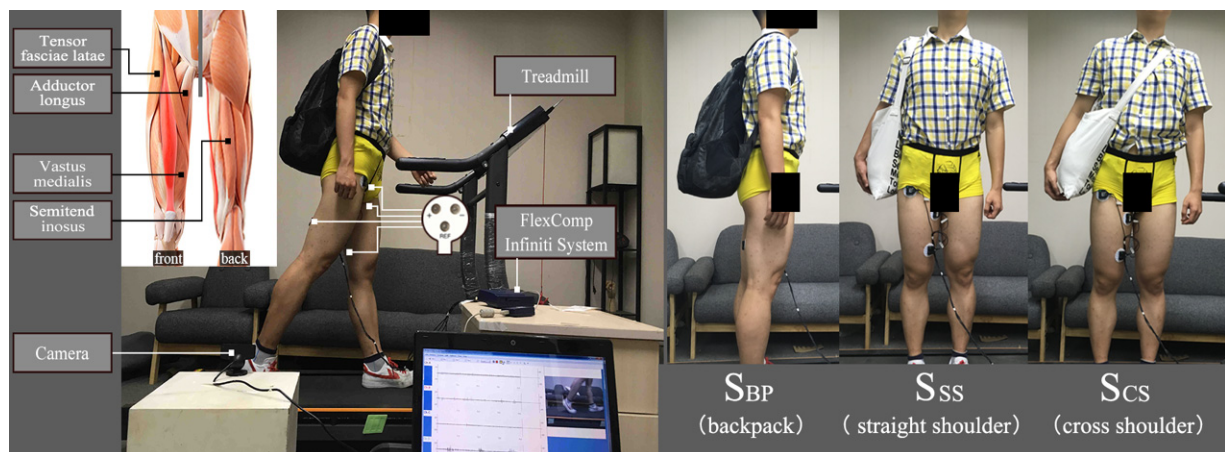 Tensor
fasciae latae
Adductor
longus
Vastus
medialis
Semitend
inosus
front
back
Camera
Treadmill
REF
FlexComp
Infiniti System
SBP
(backpack)
SSS
( straight shoulder)
SCS
(cross shoulder)